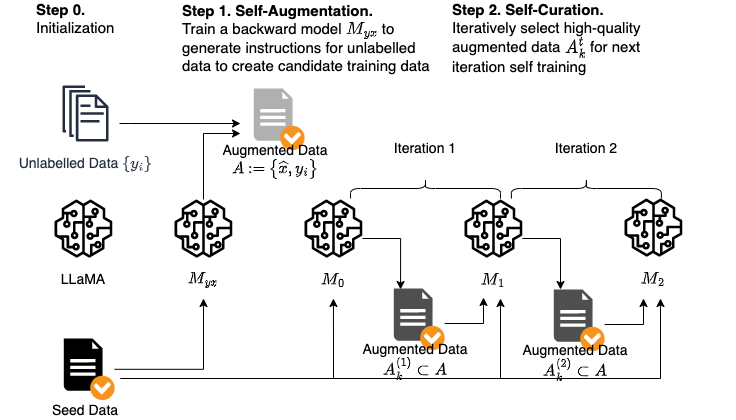 Step 0.
Initialization
Step 1. Self-Augmentation.
Train a backward model $M_{yx}$ to
generate instructions for unlabelled
data to create candidate training data
Step 2. Self-Curation.
Iteratively select high-quality
augmented data $A_k^t$ for next
iteration self training
Unlabelled Data $\{y_i\}$
Augmented Data
$A := \{\hat{x}, y_i\}$
Iteration 1
Iteration 2
LLaMA
$M_{yx}$
$M_0$
$M_1$
$M_2$
Augmented Data
$A_k^{(1)} \subset A$
Augmented Data
$A_k^{(2)} \subset A$
Seed Data